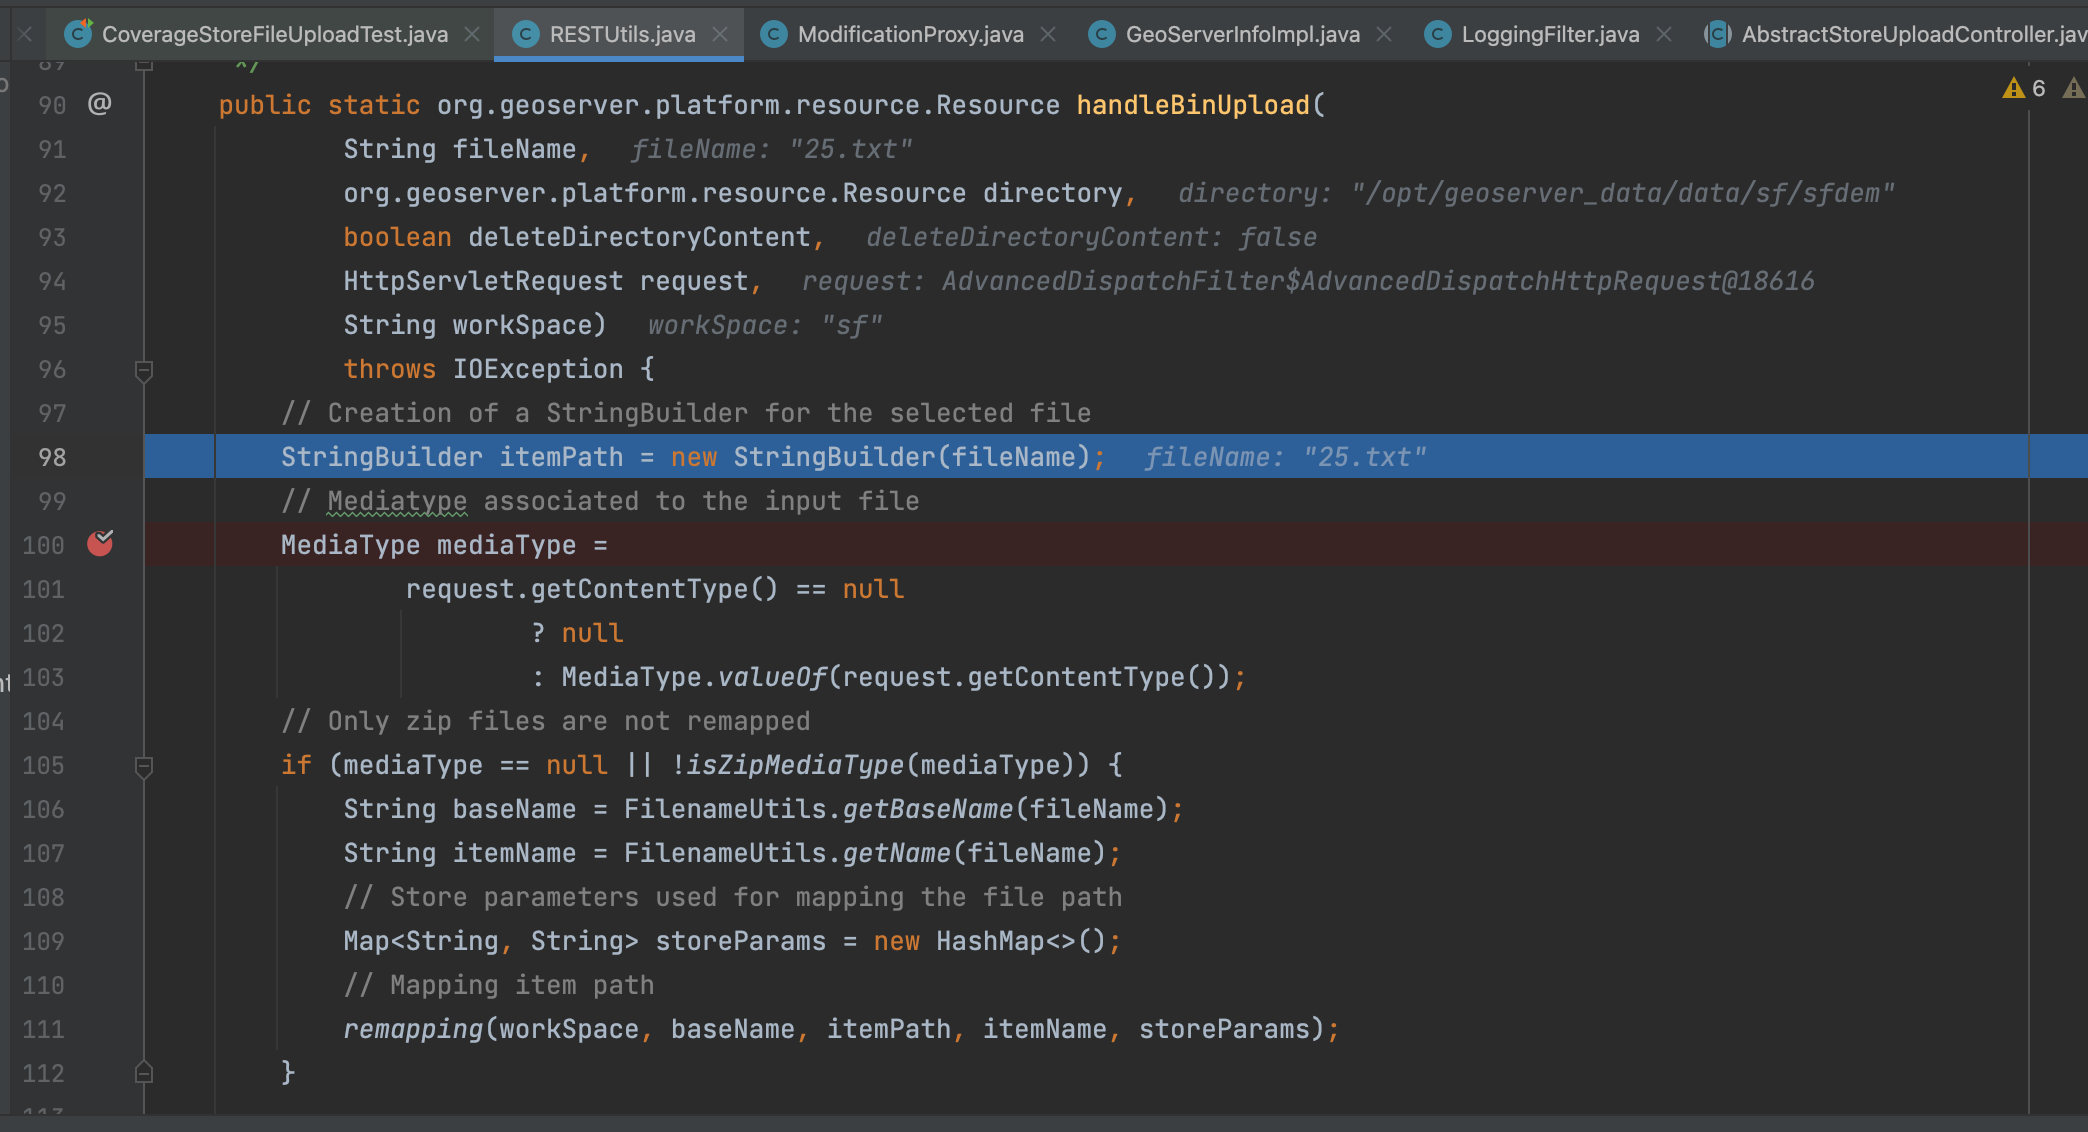 CoverageStoreFileUploadTest.java RESTUtils.java ModificationProxy.java GeoServerInfoImpl.java LoggingFilter.java AbstractStoreUploadController.jav
89 */
90 @ public static org.geoserver.platform.resource.Resource handleBinUpload( 6
91 String fileName, fileName: "25.txt"
92 org.geoserver.platform.resource.Resource directory, directory: "/opt/geoserver_data/data/sf/sfdem"
93 boolean deleteDirectoryContent, deleteDirectoryContent: false
94 HttpServletRequest request, request: AdvancedDispatchFilter$AdvancedDispatchHttpRequest@18616
95 String workSpace) workSpace: "sf"
96 throws IOException {
97 // Creation of a StringBuilder for the selected file
98 StringBuilder itemPath = new StringBuilder(fileName); fileName: "25.txt"
99 // Mediatype associated to the input file
100 MediaType mediaType =
101 request.getContentType() == null
102 ? null
103 : MediaType.valueOf(request.getContentType());
104 // Only zip files are not remapped
105 if (mediaType == null || !isZipMediaType(mediaType)) {
106 String baseName = FilenameUtils.getBaseName(fileName);
107 String itemName = FilenameUtils.getName(fileName);
108 // Store parameters used for mapping the file path
109 Map<String, String> storeParams = new HashMap<>();
110 // Mapping item path
111 remapping(workSpace, baseName, itemPath, itemName, storeParams);
112 }